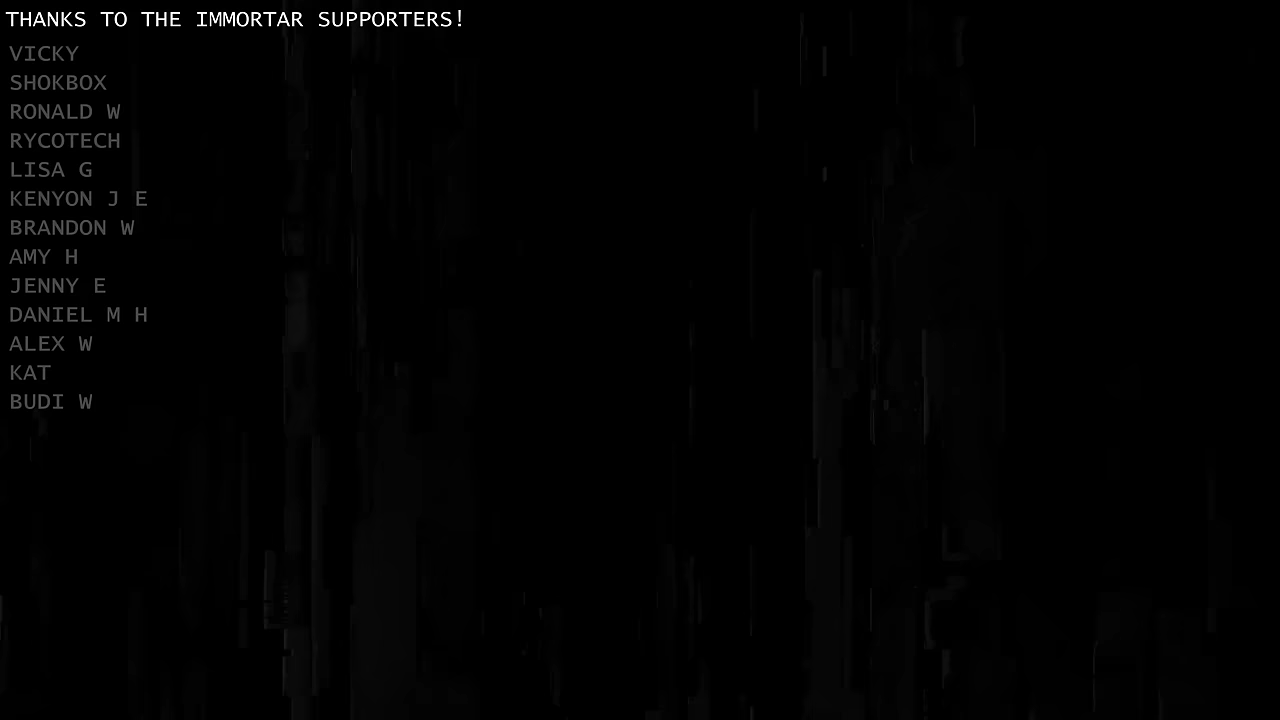 THANKS TO THE IMMORTAR SUPPORTERS!
VICKY
SHOKBOX
RONALD W
RYCOTECH
LISA G
KENYON J E
BRANDON W
AMY H
JENNY E
DANIEL M H
ALEX W
KAT
BUDI W